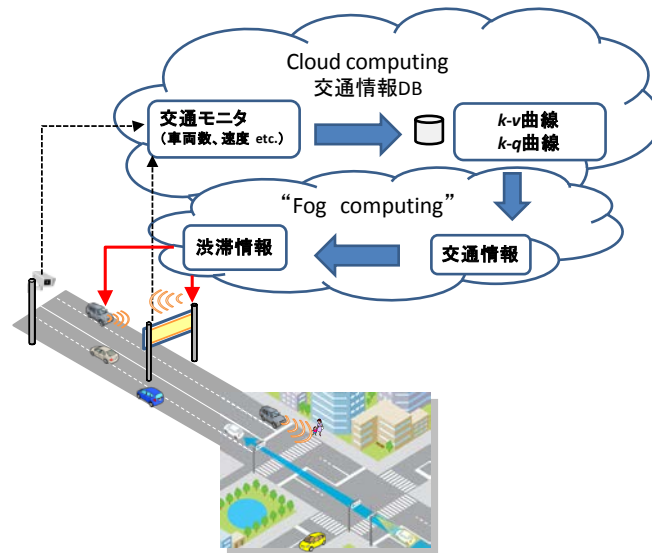 Cloud computing
交通情報DB
交通モニタ
（車両数、速度 etc.）
k-v曲線
k-q曲線
“Fog computing”
渋滞情報
交通情報